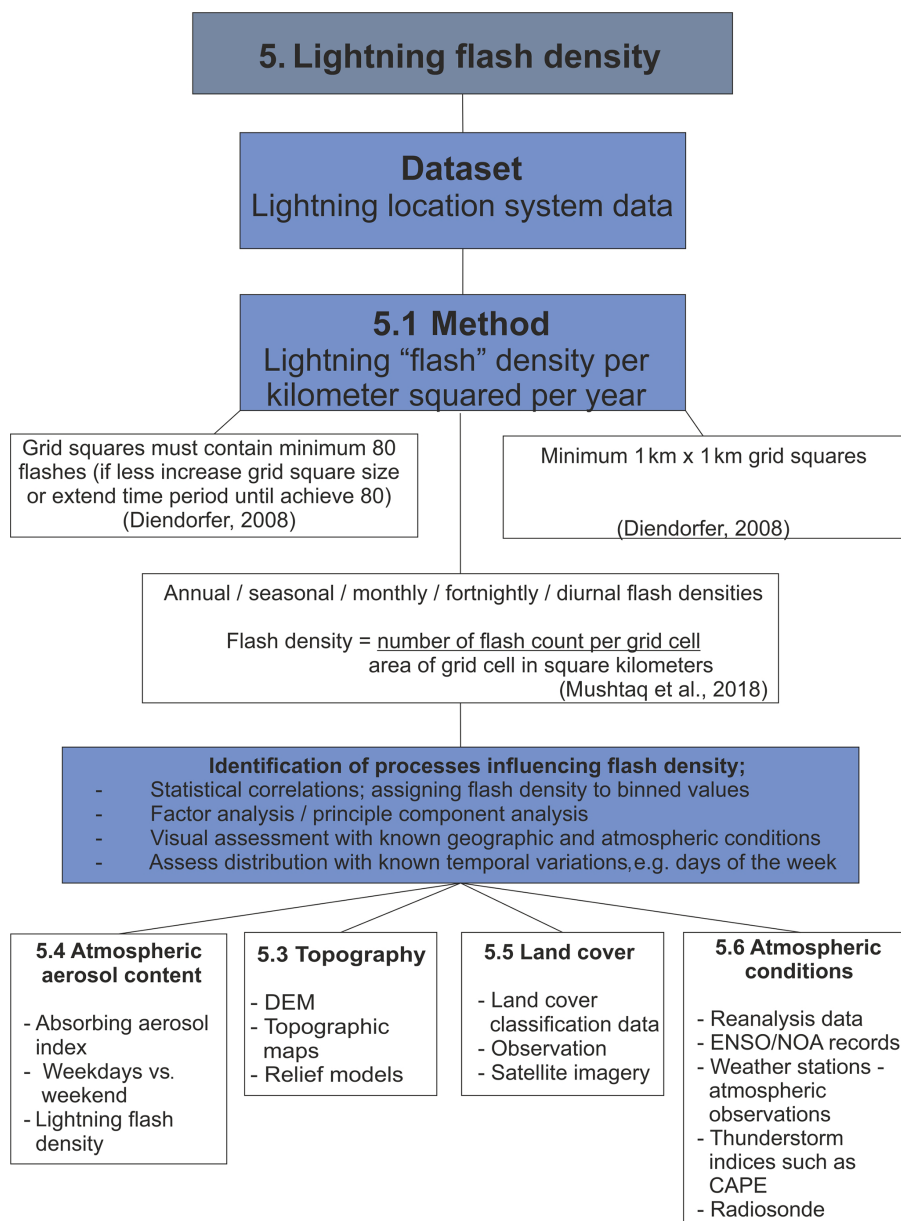 5. Lightning flash density
Dataset
Lightning location system data
5.1 Method
Lightning “flash” density per
kilometer squared per year
Grid squares must contain minimum 80
flashes (if less increase grid square size
or extend time period until achieve 80)
(Diendorfer, 2008)
Minimum 1km x 1km grid squares
(Diendorfer, 2008)
Annual / seasonal / monthly / fortnightly / diurnal flash densities
Flash density = number of flash count per grid cell
area of grid cell in square kilometers
(Mushtaq et al., 2018)
Identification of processes influencing flash density;
- Statistical correlations; assigning flash density to binned values
- Factor analysis / principle component analysis
- Visual assessment with known geographic and atmospheric conditions
- Assess distribution with known temporal variations, e.g. days of the week
5.4 Atmospheric
aerosol content
- Absorbing aerosol
index
- Weekdays vs.
weekend
- Lightning flash
density
5.3 Topography
- DEM
- Topographic
maps
- Relief models
5.5 Land cover
- Land cover
classification data
- Observation
- Satellite imagery
5.6 Atmospheric
conditions
- Reanalysis data
- ENSO/NOA records
- Weather stations -
atmospheric
observations
- Thunderstorm
indices such as
CAPE
- Radiosonde